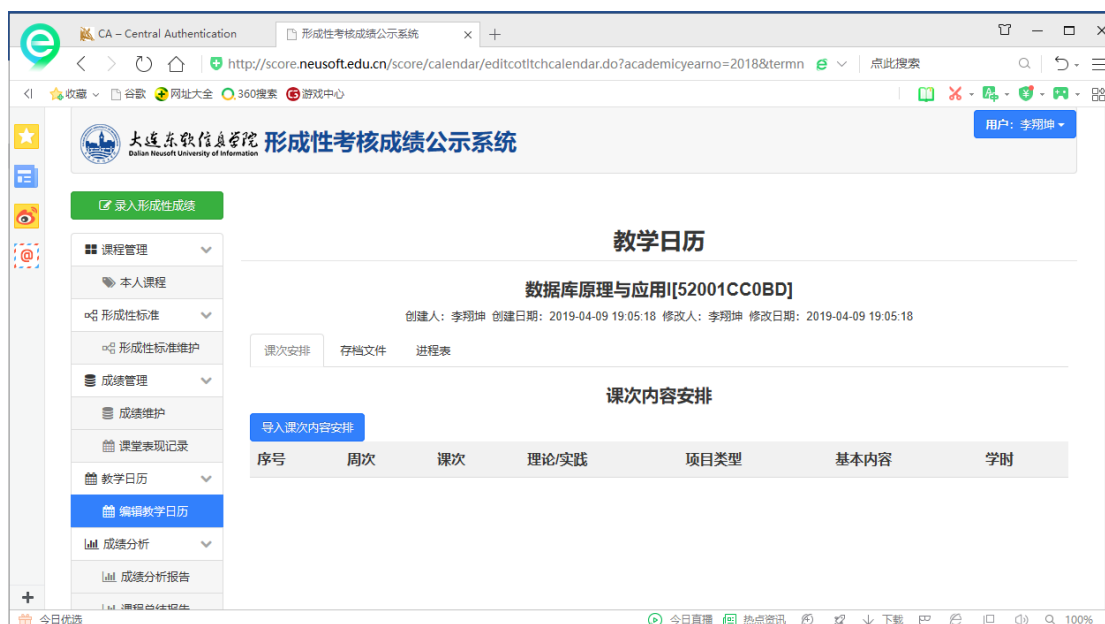 CA – Central Authentication
形成性考核成绩公示系统
http://score.neusoft.edu.cn/score/calendar/editcotltchcalendar.do?academicyearno=2018&termn
点此搜索
收藏 谷歌 网址大全 360搜索 游戏中心
大连东软信息学院
Dalian Neusoft University of Information
形成性考核成绩公示系统
用户：李翔坤
录入形成性成绩
课程管理
本人课程
形成性标准
形成性标准维护
成绩管理
成绩维护
课堂表现记录
教学日历
编辑教学日历
成绩分析
成绩分析报告
课程总结报告
教学日历
数据库原理与应用I[52001CC0BD]
创建人：李翔坤 创建日期：2019-04-09 19:05:18 修改人：李翔坤 修改日期：2019-04-09 19:05:18
课次安排 存档文件 进程表
课次内容安排
导入课次内容安排
序号 周次 课次 理论/实践 项目类型 基本内容 学时
今日优选
今日直播 热点资讯 下载 100%